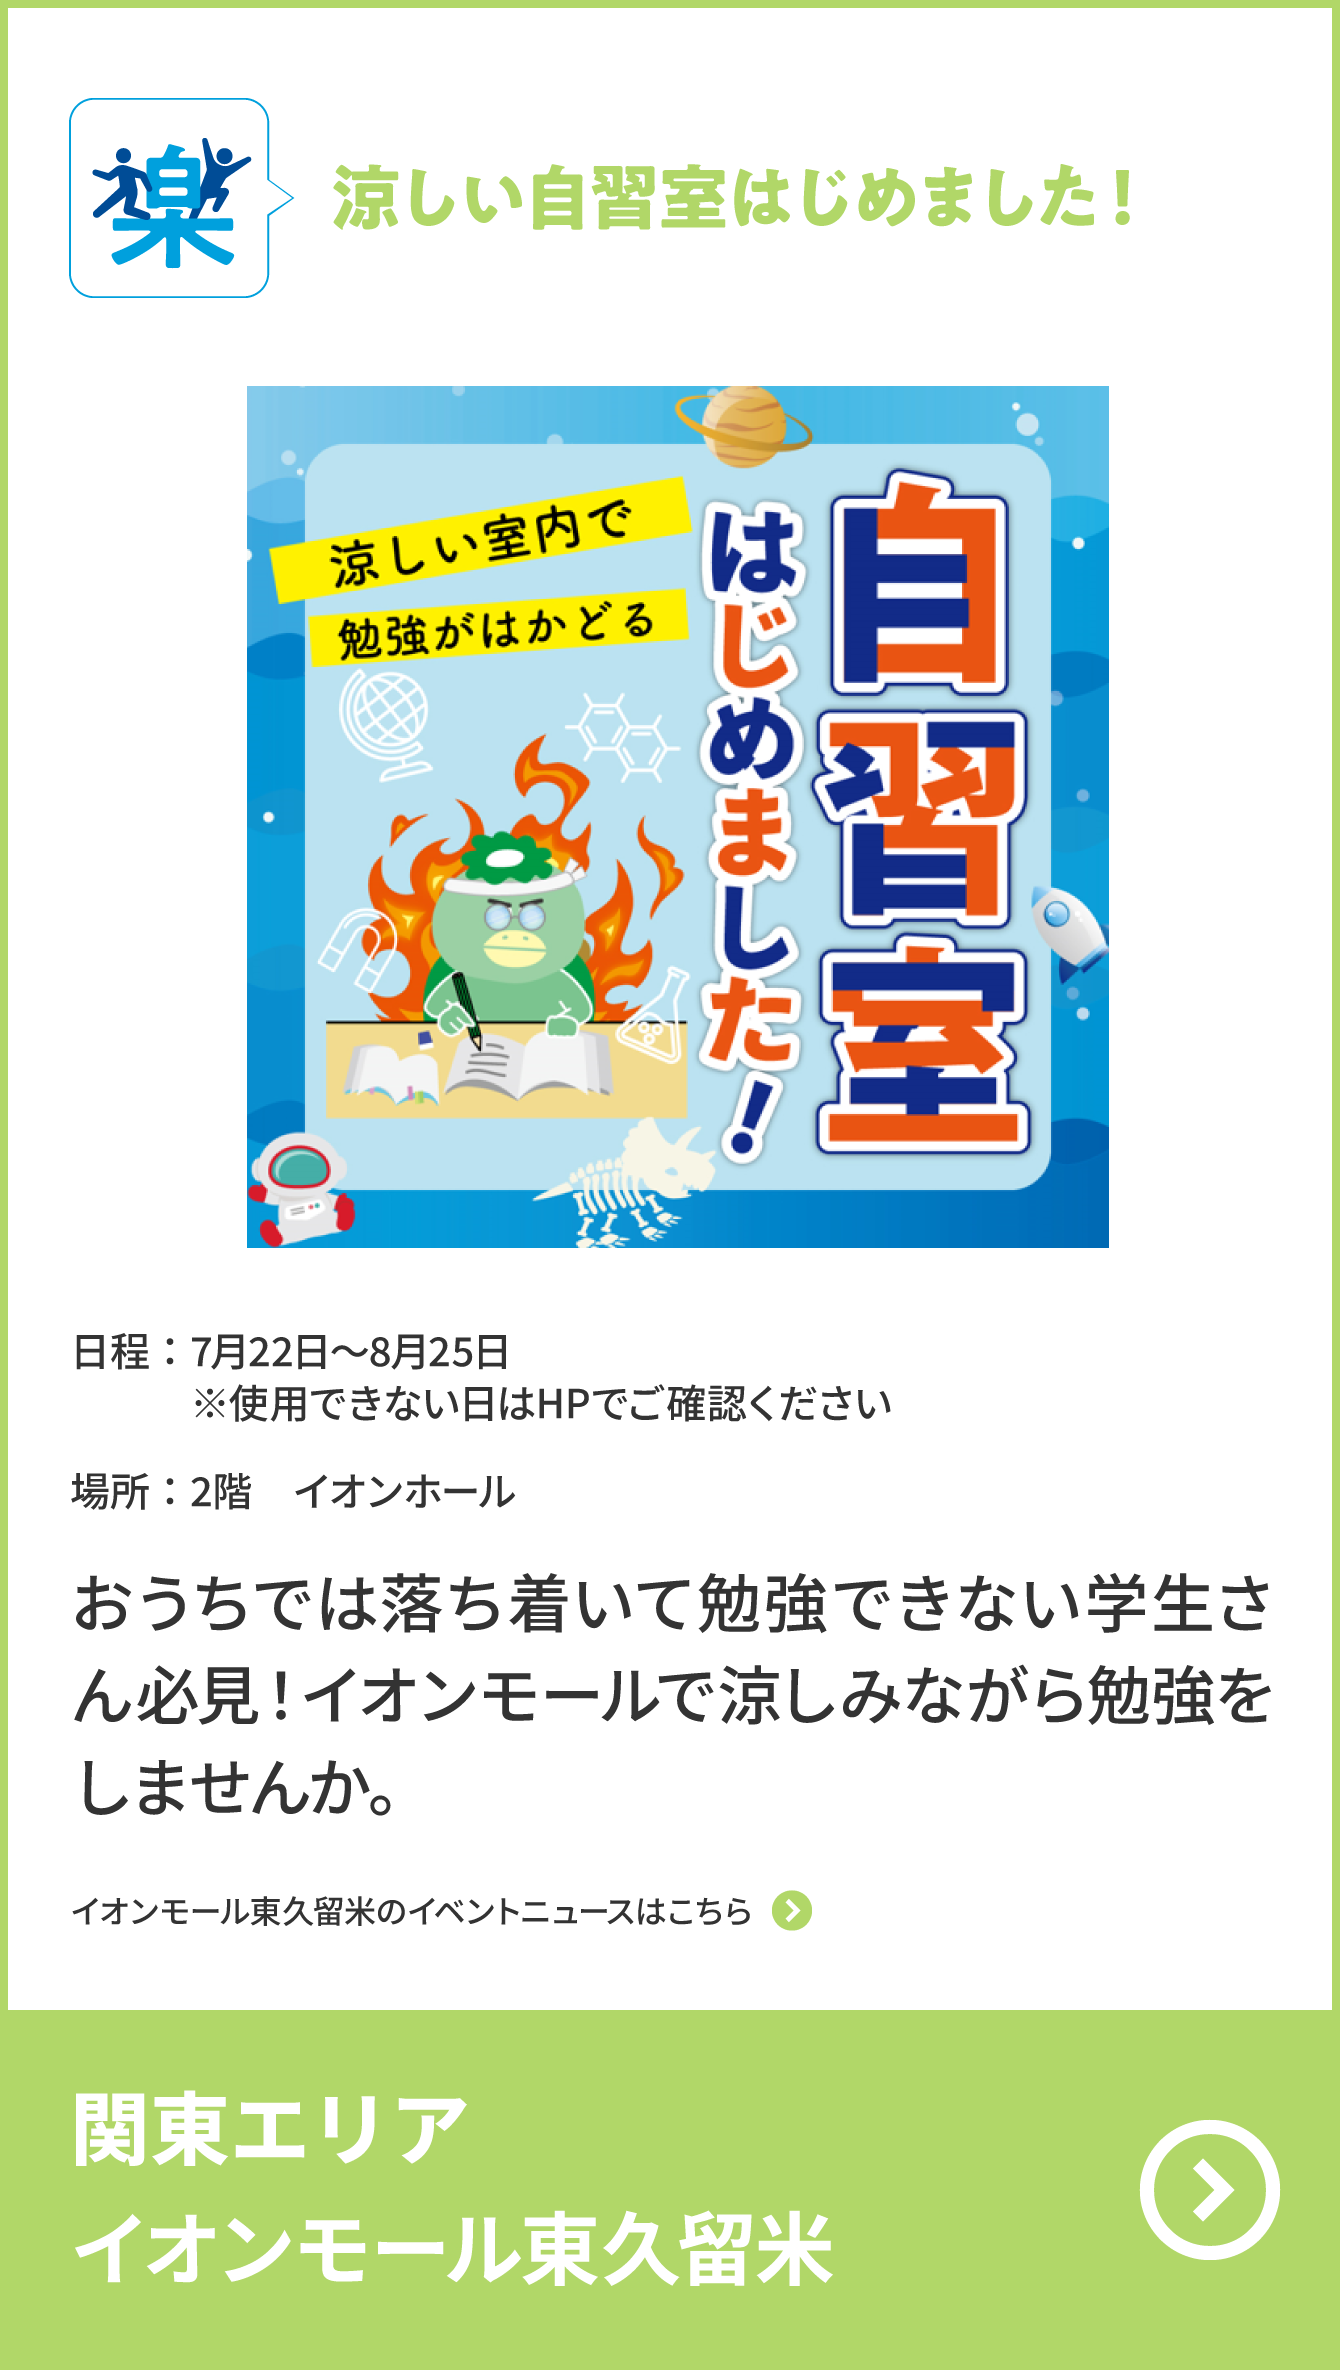 楽
涼しい自習室はじめました！
涼しい室内で
勉強がはかどる
自習室
はじめました！
日程：7月22日～8月25日
※使用できない日はHPでご確認ください
場所：2階　イオンホール
おうちでは落ち着いて勉強できない学生さ
ん必見！イオンモールで涼しみながら勉強を
しませんか。
イオンモール東久留米のイベントニュースはこちら
関東エリア
イオンモール東久留米